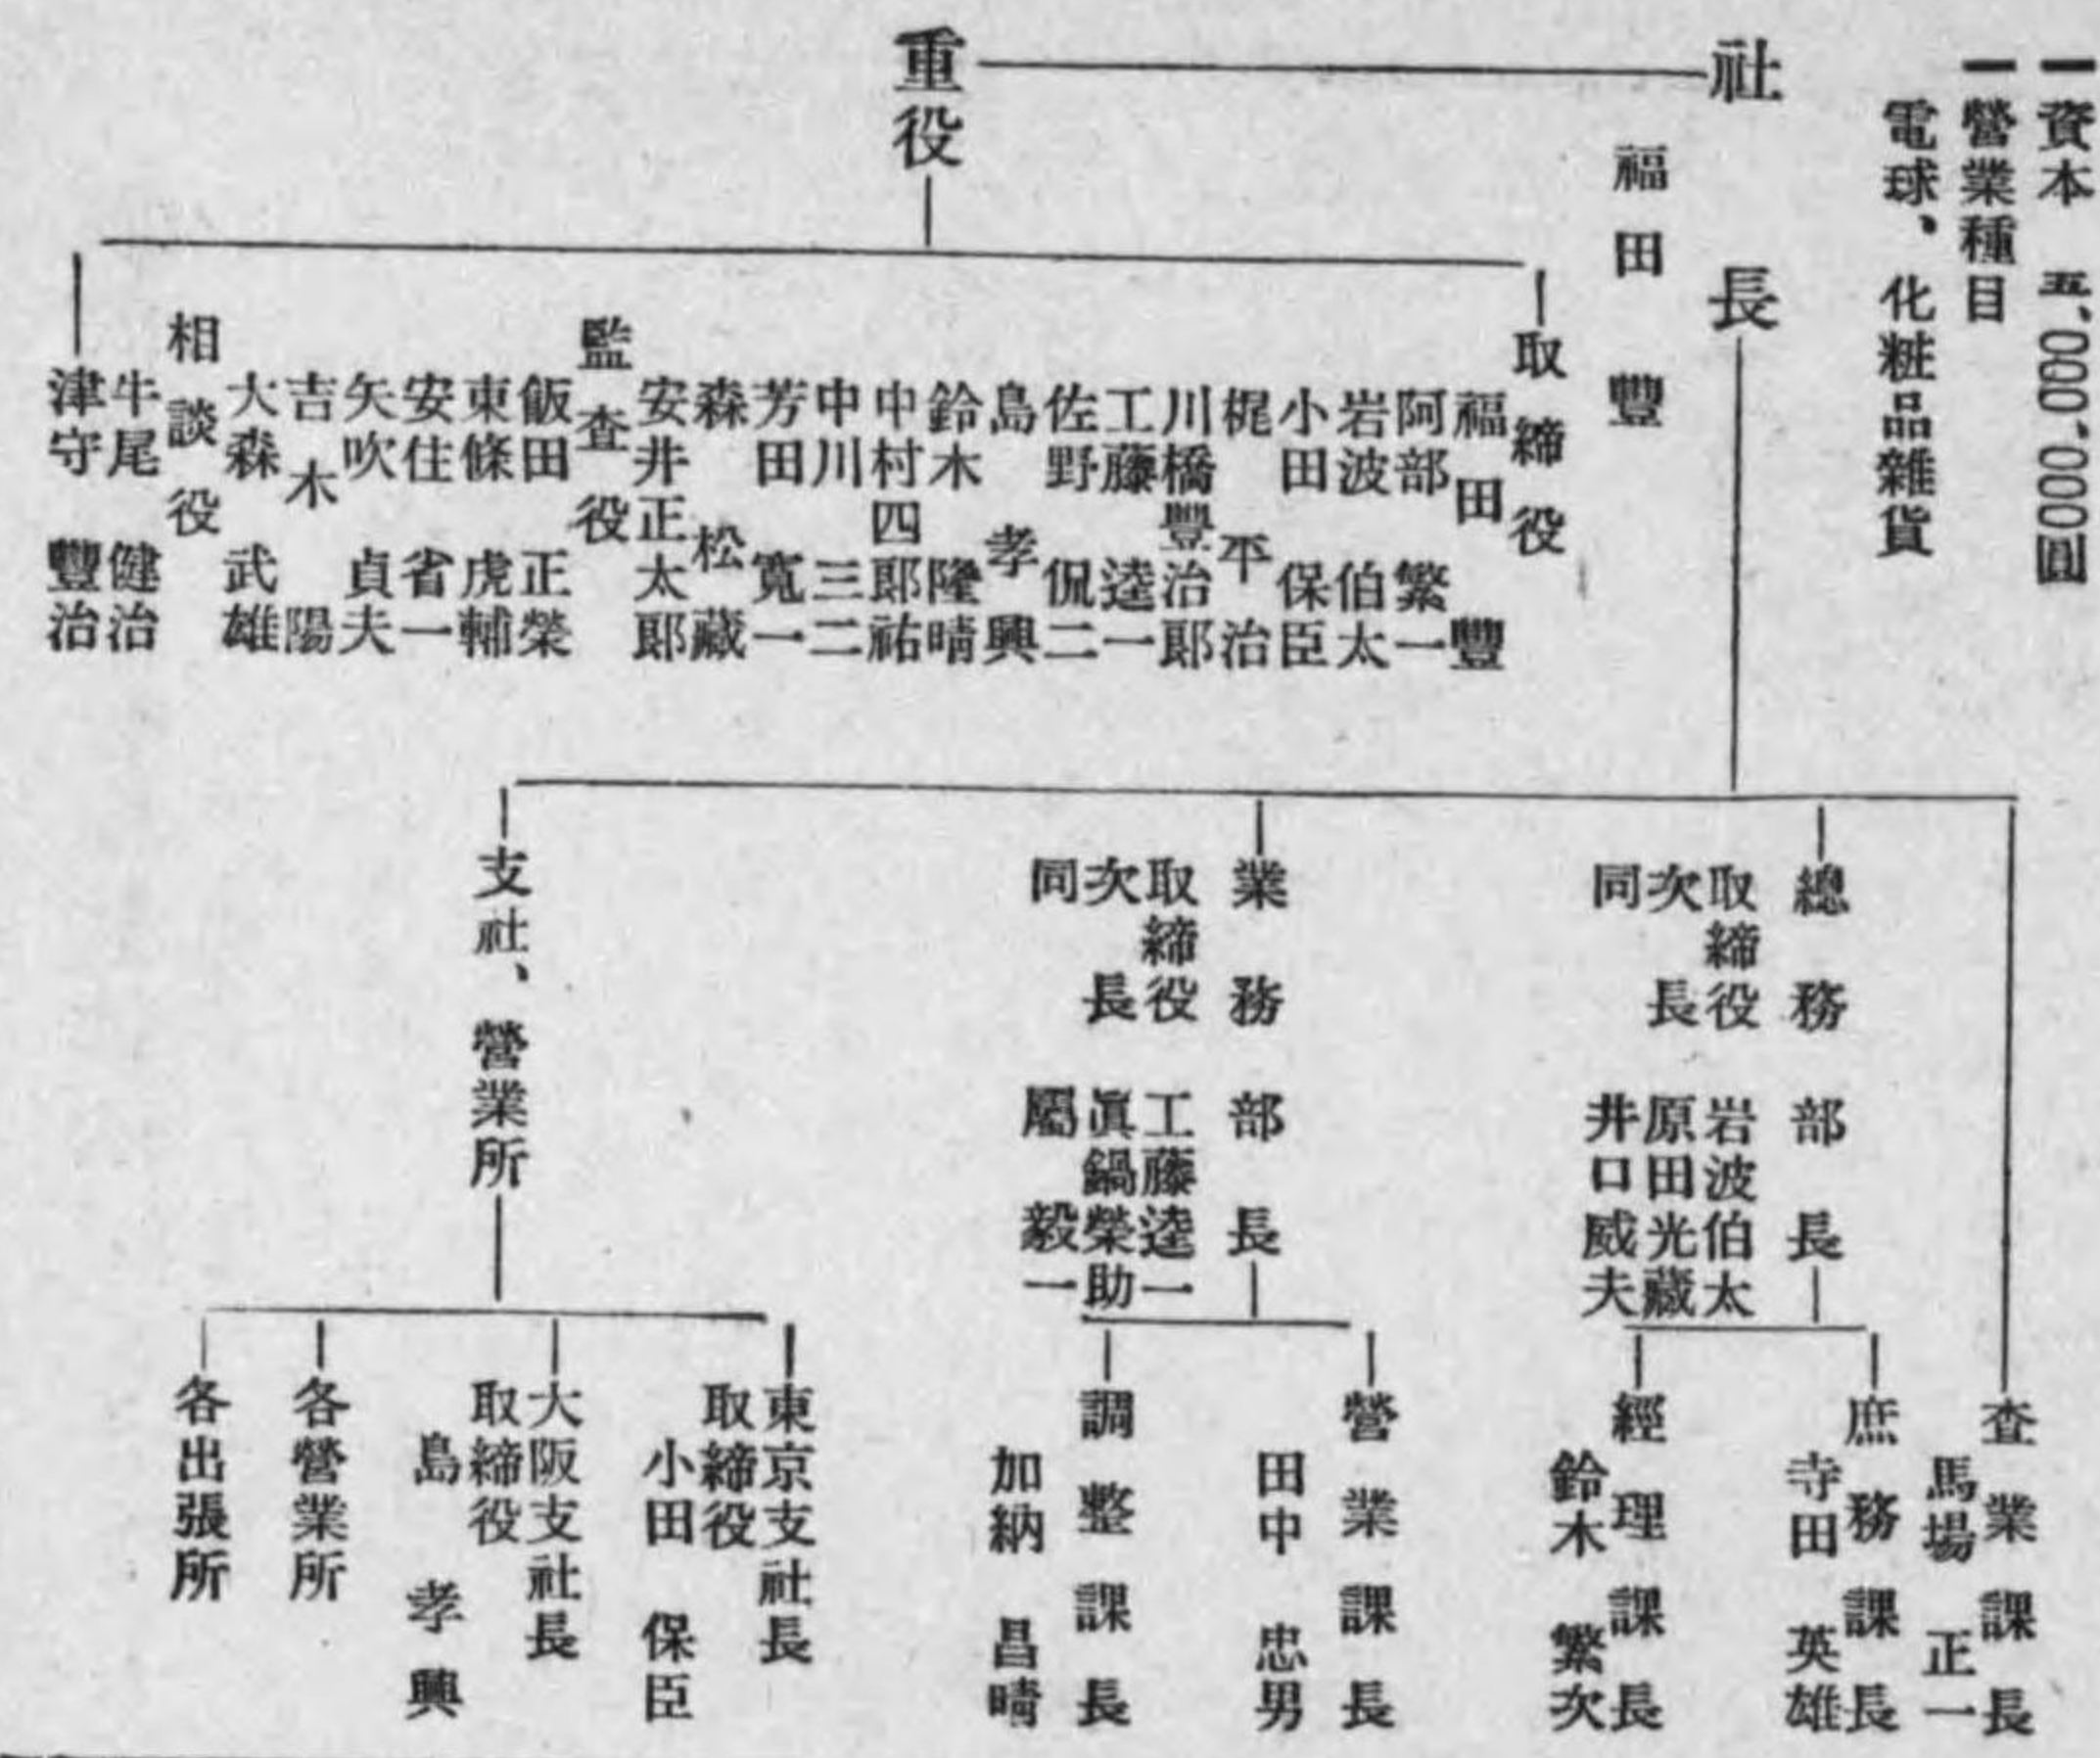 一資本 五、〇〇〇、〇〇〇圓
一營業種目
電球、化粧品雜貨
社長
福田豐
重役
取締役
福田豐
阿部繁一
岩波伯太
小田保臣
梶平治
川橋豐治郎
工藤逵一
佐野侃二
島孝興
鈴木隆晴
中村四郎祐
中川三二
芳田寬一
森松藏
安井正太郎
監査役
飯田正榮
東條虎輔
安住省一
矢吹貞夫
吉木陽
大森武雄
相談役
牛尾健治
津守豐治
查業課長
馬場正一
總務部長
取締役 岩波伯太
次長 原田光藏
同 井口威夫
庶務課長
寺田英雄
經理課長
鈴木繁次
業務部長
取締役 工藤逵一
次長 眞鍋榮助
同 屬毅一
營業課長
田中忠男
調整課長
加納昌晴
支社、營業所
東京支社長
取締役
小田保臣
大阪支社長
取締役
島孝興
各營業所
各出張所